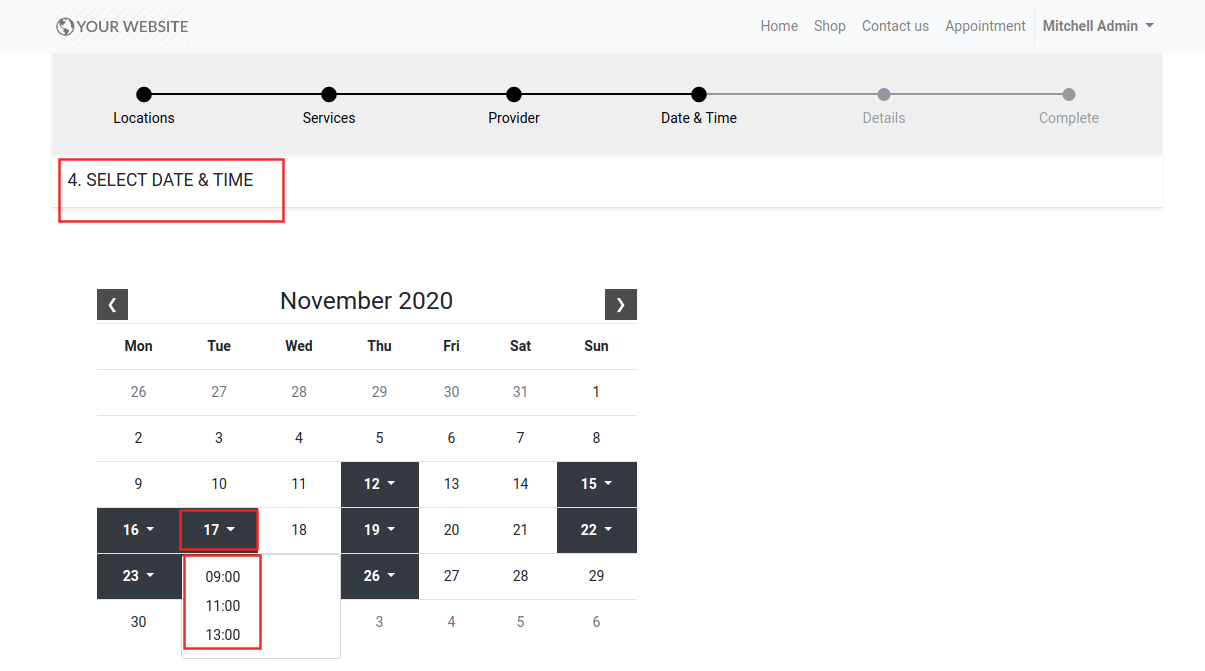 YOUR WEBSITE Home Shop Contact us Appointment Mitchell Admin
Locations Services Provider Date & Time Details Complete
4. SELECT DATE & TIME
❮ November 2020 ❯
Mon Tue Wed Thu Fri Sat Sun
26 27 28 29 30 31 1
2 3 4 5 6 7 8
9 10 11 12 13 14 15
16 17 18 19 20 21 22
23 09:00 26 27 28 29
11:00
30 3 4 5 6
13:00